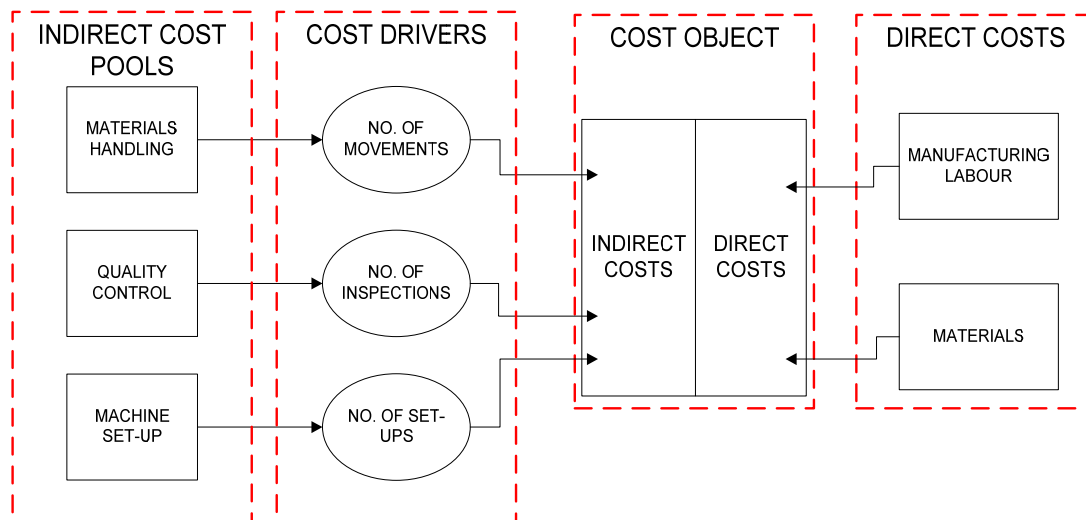 INDIRECT COST
POOLS
COST DRIVERS
COST OBJECT
DIRECT COSTS
MATERIALS
HANDLING
NO. OF
MOVEMENTS
MANUFACTURING
LABOUR
INDIRECT
COSTS
DIRECT
COSTS
QUALITY
CONTROL
NO. OF
INSPECTIONS
MATERIALS
MACHINE
SET-UP
NO. OF SET-
UPS